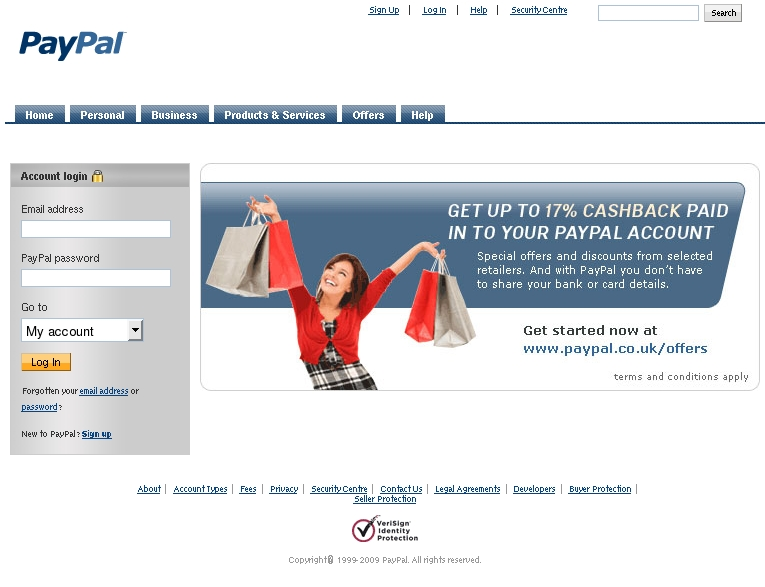 Sign Up | Log In | Help | Security Centre
Search
PayPal
Home Personal Business Products & Services Offers Help
Account login
Email address
PayPal password
Go to
My account
Log In
Forgotten your email address or
password?
New to PayPal? Sign up
GET UP TO 17% CASHBACK PAID
IN TO YOUR PAYPAL ACCOUNT
Special offers and discounts from selected
retailers. And with PayPal you don't have
to share your bank or card details.
Get started now at
www.paypal.co.uk/offers
terms and conditions apply
About | Account Types | Fees | Privacy | Security Centre | Contact Us | Legal Agreements | Developers | Buyer Protection |
Seller Protection
VeriSign
Identity
Protection
Copyright� 1999-2009 PayPal. All rights reserved.